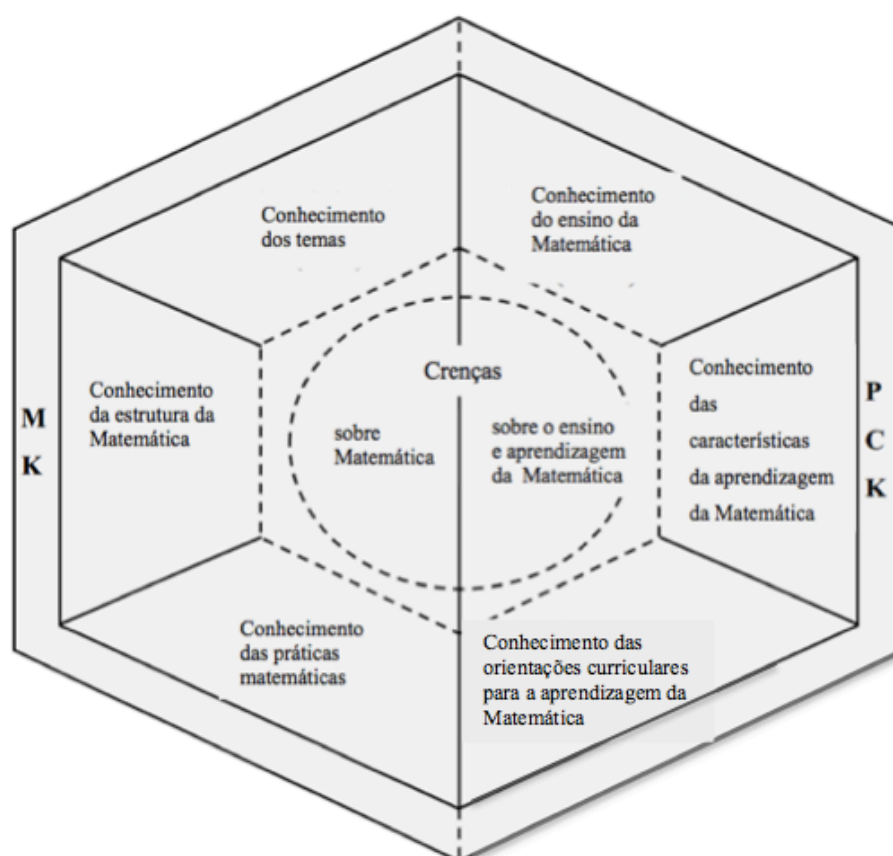 Conhecimento
dos temas
Conhecimento
do ensino da
Matemática
Crenças
sobre
Matemática
sobre o ensino
e aprendizagem
da Matemática
M
K
Conhecimento
da estrutura da
Matemática
Conhecimento
das
características
da aprendizagem
da Matemática
P
C
K
Conhecimento
das práticas
matemáticas
Conhecimento das
orientações curriculares
para a aprendizagem da
Matemática